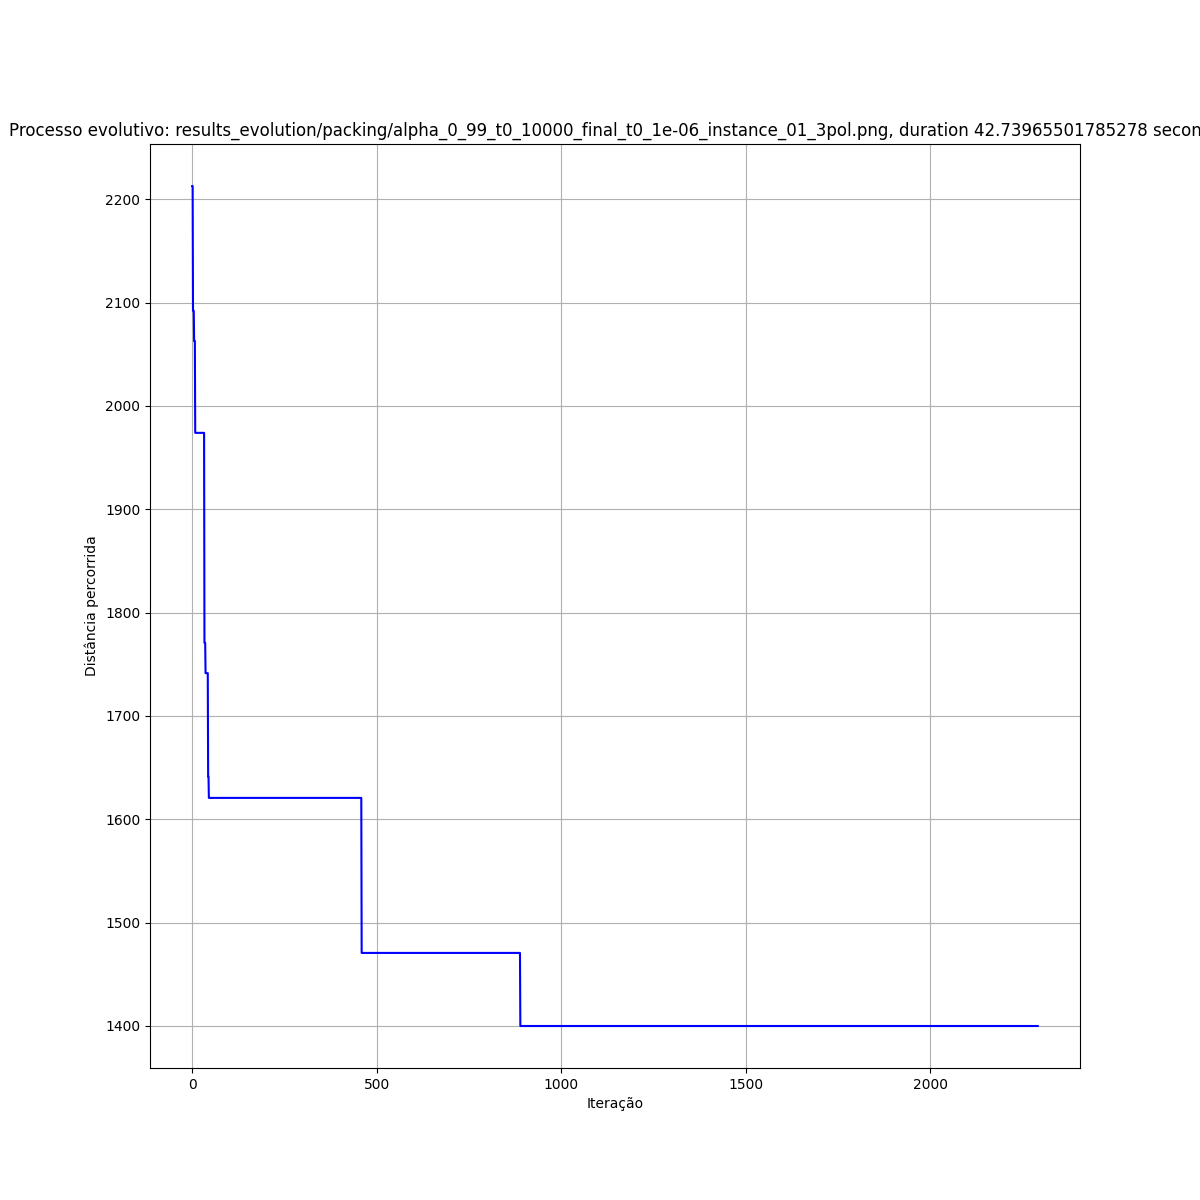 Processo evolutivo: results_evolution/packing/alpha_0_99_t0_10000_final_t0_1e-06_instance_01_3pol.png, duration 42.73965501785278 secon
2200
2100
2000
1900
1800
1700
1600
1500
1400
Distância percorrida
0 500 1000 1500 2000
Iteração